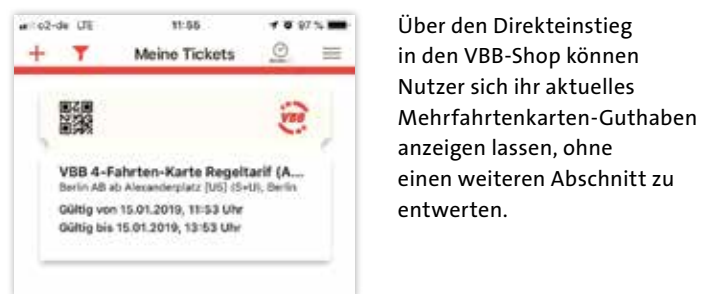 o2-de LTE 11:55 97 %
Meine Tickets
VBB
VBB 4-Fahrten-Karte Regeltarif (A...
Berlin AB ab Alexanderplatz [U5] (S+U), Berlin
Gültig von 15.01.2019, 11:53 Uhr
Gültig bis 15.01.2019, 13:53 Uhr
Über den Direkteinstieg
in den VBB-Shop können
Nutzer sich ihr aktuelles
Mehrfahrtenkarten-Guthaben
anzeigen lassen, ohne
einen weiteren Abschnitt zu
entwerten.